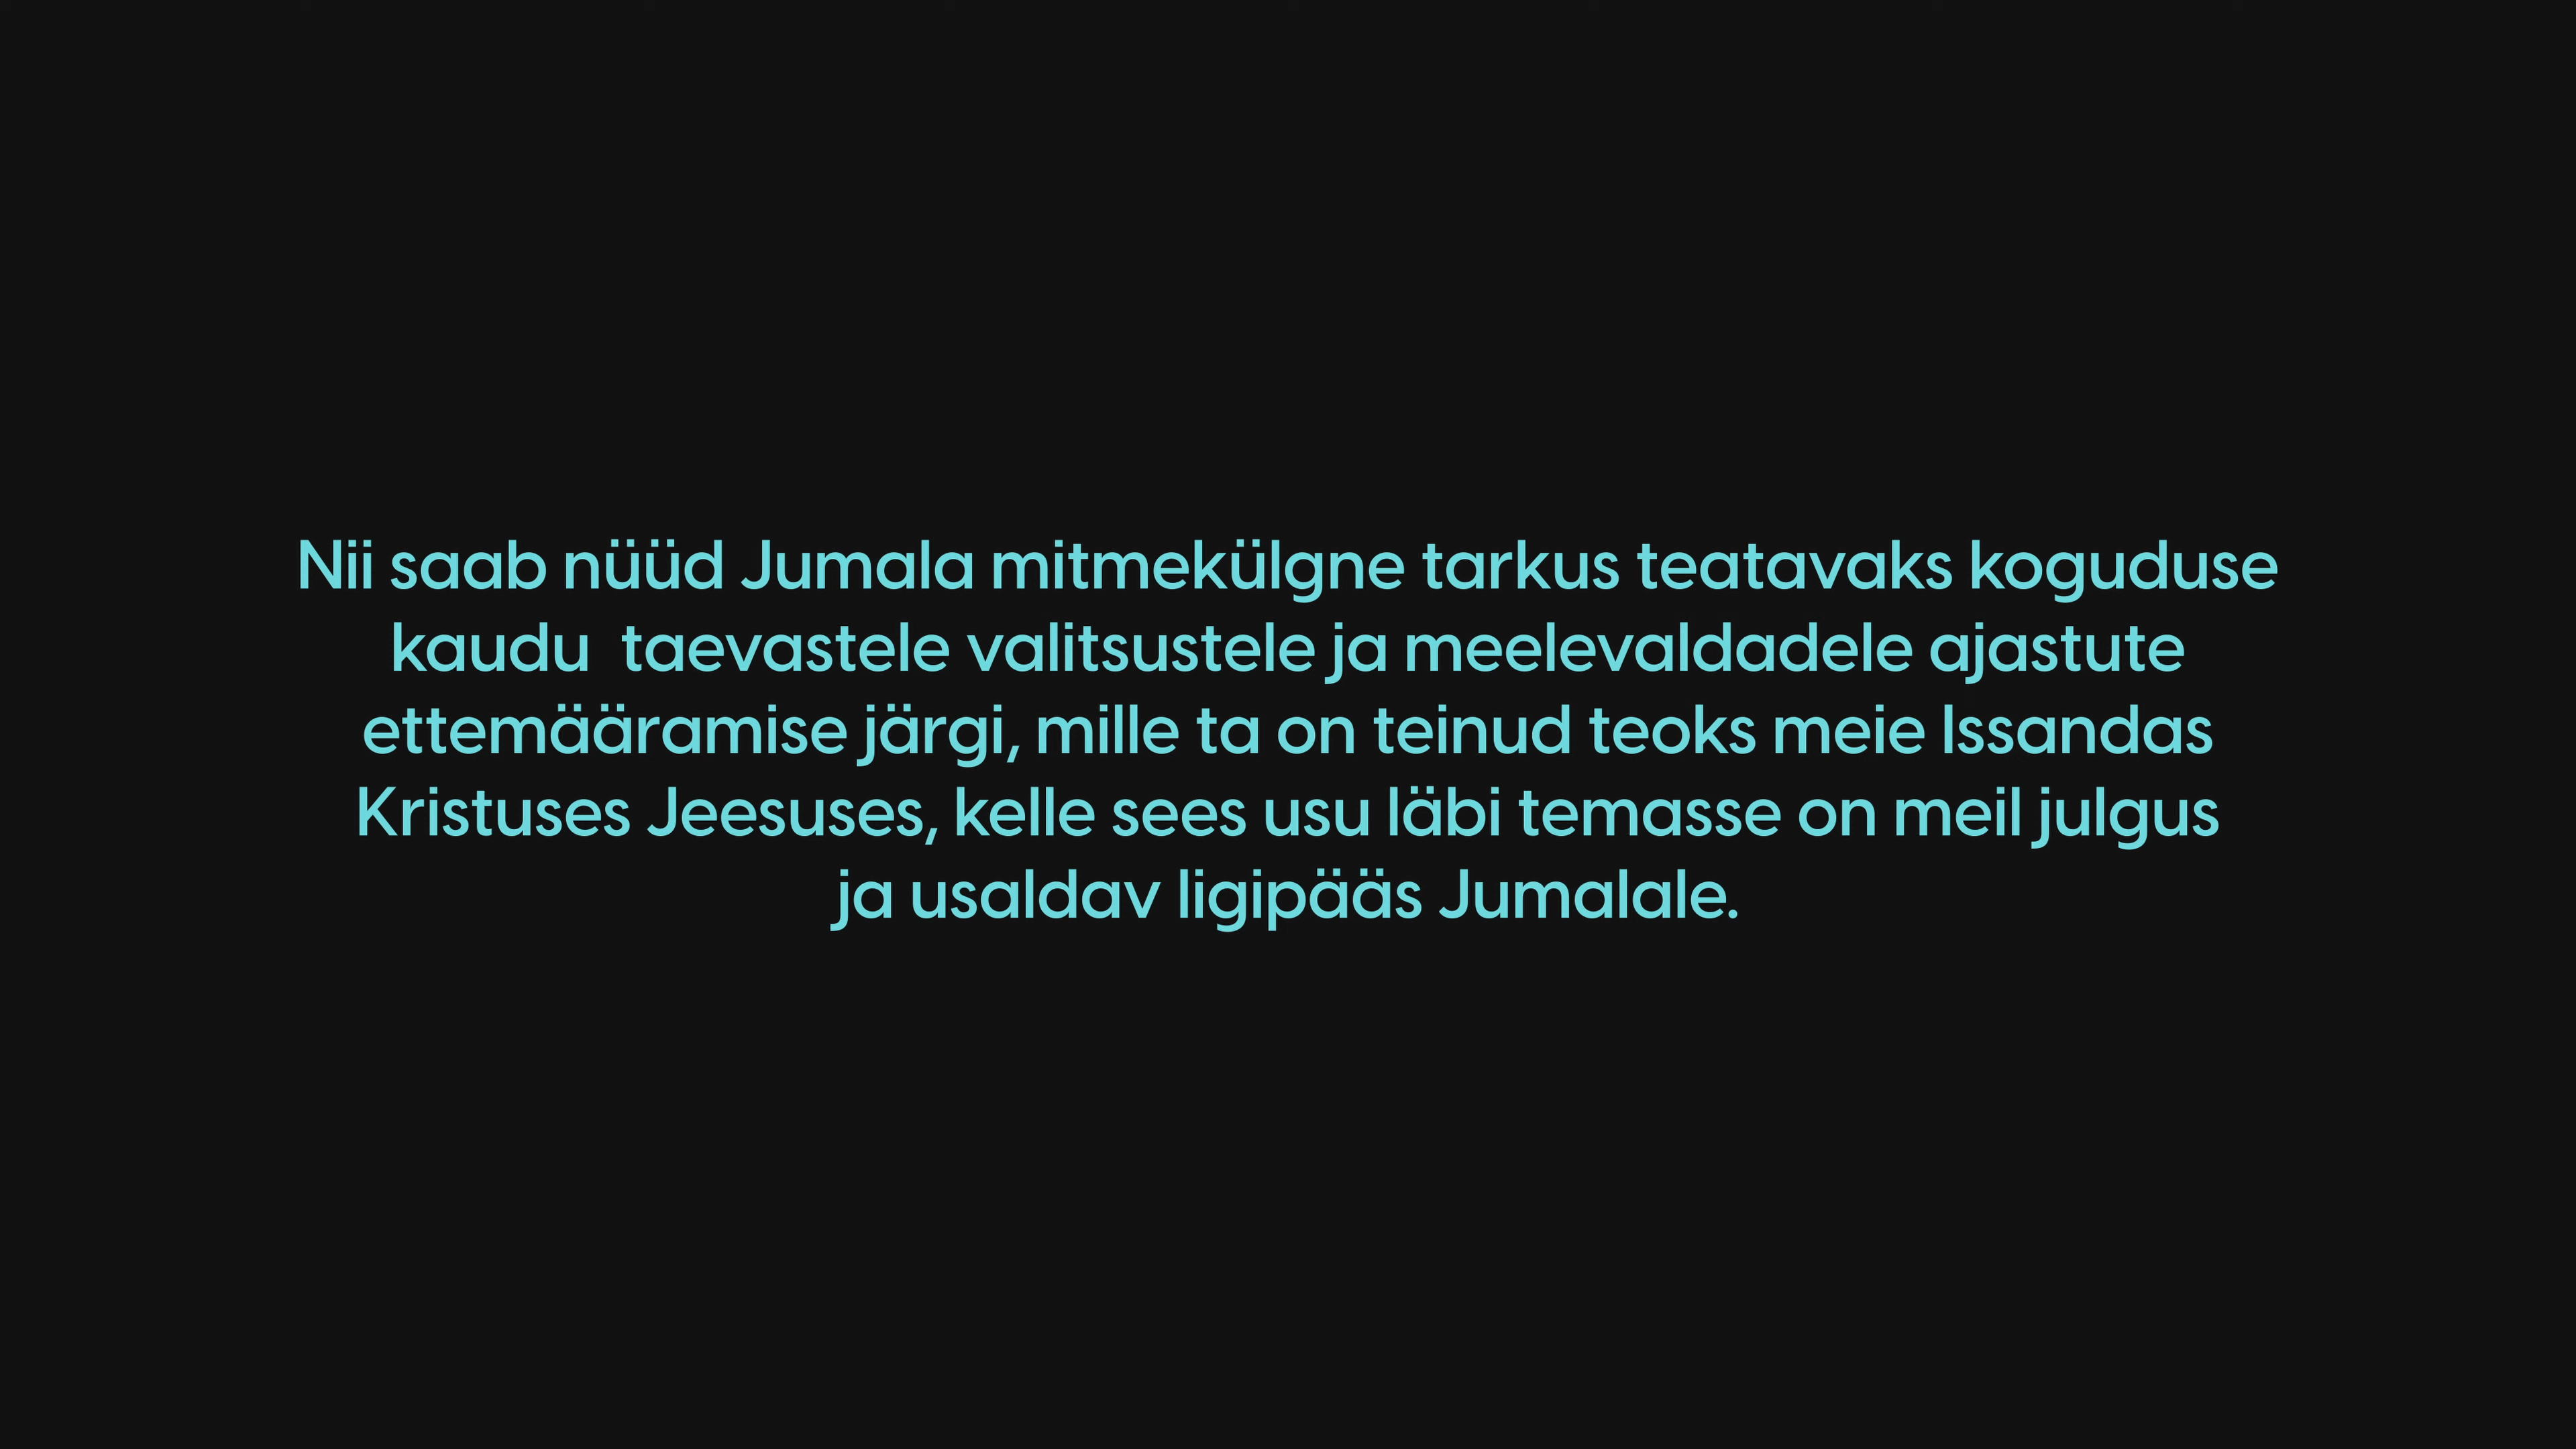 Nii saab nüüd Jumala mitmekülgne tarkus teatavaks koguduse
kaudu  taevastele valitsustele ja meelevaldadele ajastute
ettemääramise järgi, mille ta on teinud teoks meie Issandas
Kristuses Jeesuses, kelle sees usu läbi temasse on meil julgus
ja usaldav ligipääs Jumalale.